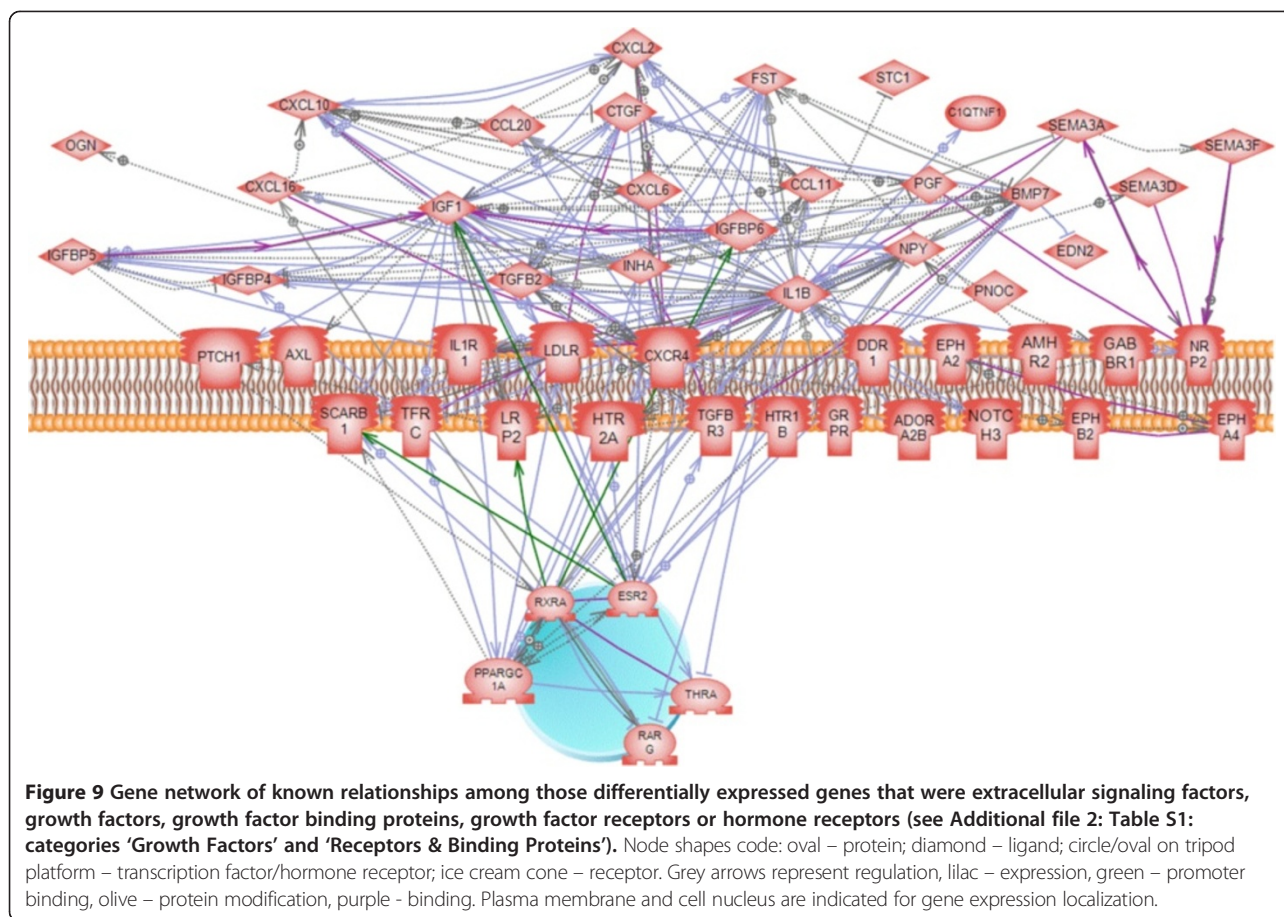 CXCL2
FST
STC1
CXCL10
CTGF
C1QTNF1
CCL20
SEMA3A
OGN
SEMA3F
CXCL16
CXCL6
CCL11
PGF
SEMA3D
IGF1
BMP7
IGFBP6
IGFBP5
NPY
EDN2
IGFBP4
TGFB2
INHA
IL1B
PNOC
PTCH1
AXL
IL1R
1
LDLR
CXCR4
DDR
1
EPH
A2
AMH
R2
GAB
BR1
NR
P2
SCARB
1
TFR
C
LR
P2
HTR
2A
TGFB
R3
HTR1
B
GR
PR
ADOR
A2B
NOTC
H3
EPH
B2
EPH
A4
RXRA
ESR2
PPARGC
1A
THRA
RAR
G
Figure 9 Gene network of known relationships among those differentially expressed genes that were extracellular signaling factors,
growth factors, growth factor binding proteins, growth factor receptors or hormone receptors (see Additional file 2: Table S1:
categories ‘Growth Factors’ and ‘Receptors & Binding Proteins’). Node shapes code: oval – protein; diamond – ligand; circle/oval on tripod
platform – transcription factor/hormone receptor; ice cream cone – receptor. Grey arrows represent regulation, lilac – expression, green – promoter
binding, olive – protein modification, purple - binding. Plasma membrane and cell nucleus are indicated for gene expression localization.